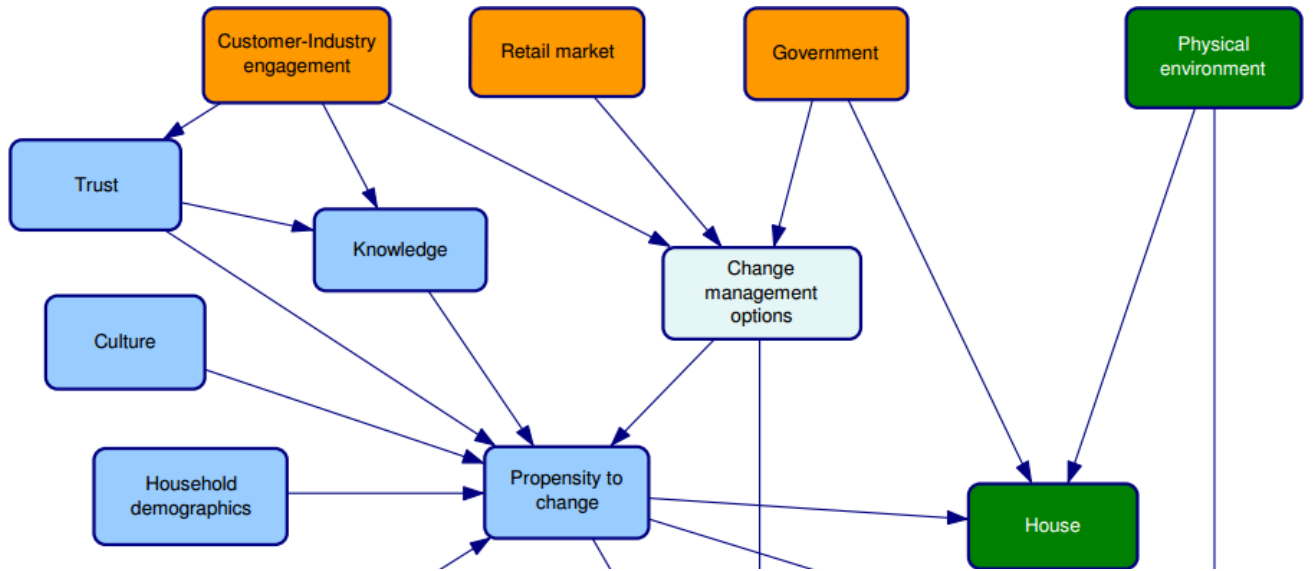 Customer-Industry
engagement
Retail market
Government
Physical
environment
Trust
Knowledge
Change
management
options
Culture
Household
demographics
Propensity to
change
House